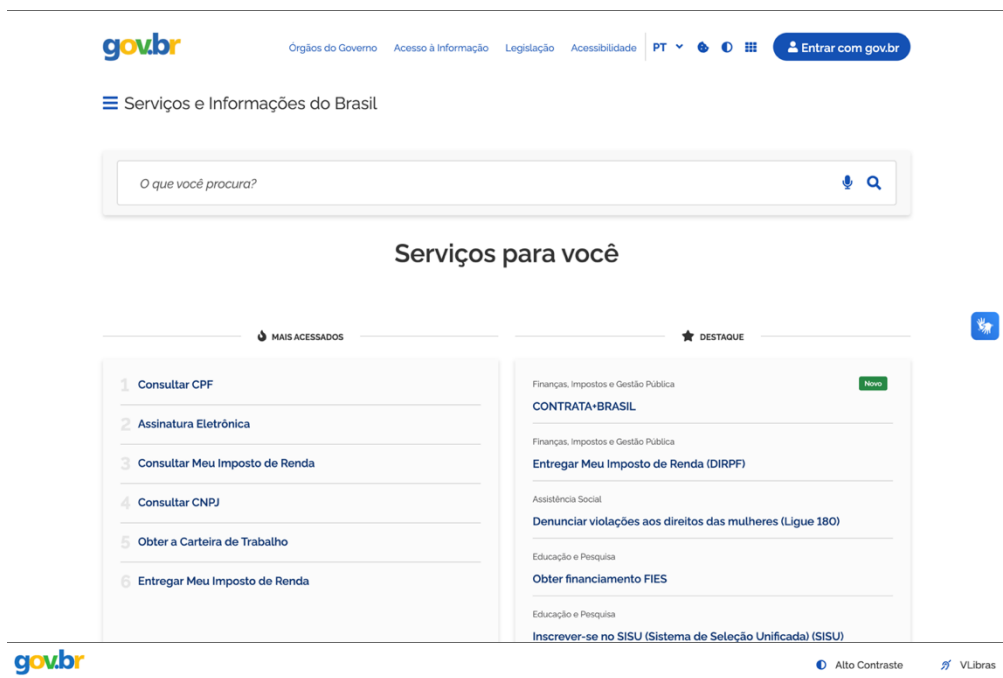 gov.br
Órgãos do Governo Acesso à Informação Legislação Acessibilidade PT Entrar com gov.br
Serviços e Informações do Brasil
O que você procura?
Serviços para você
MAIS ACESSADOS
1 Consultar CPF
2 Assinatura Eletrônica
3 Consultar Meu Imposto de Renda
4 Consultar CNPJ
5 Obter a Carteira de Trabalho
6 Entregar Meu Imposto de Renda
DESTAQUE
Finanças, Impostos e Gestão Pública Novo
CONTRATA+BRASIL
Finanças, Impostos e Gestão Pública
Entregar Meu Imposto de Renda (DIRPF)
Assistência Social
Denunciar violações aos direitos das mulheres (Ligue 180)
Educação e Pesquisa
Obter financiamento FIES
Educação e Pesquisa
Inscrever-se no SISU (Sistema de Seleção Unificada) (SISU)
gov.br Alto Contraste VLibras